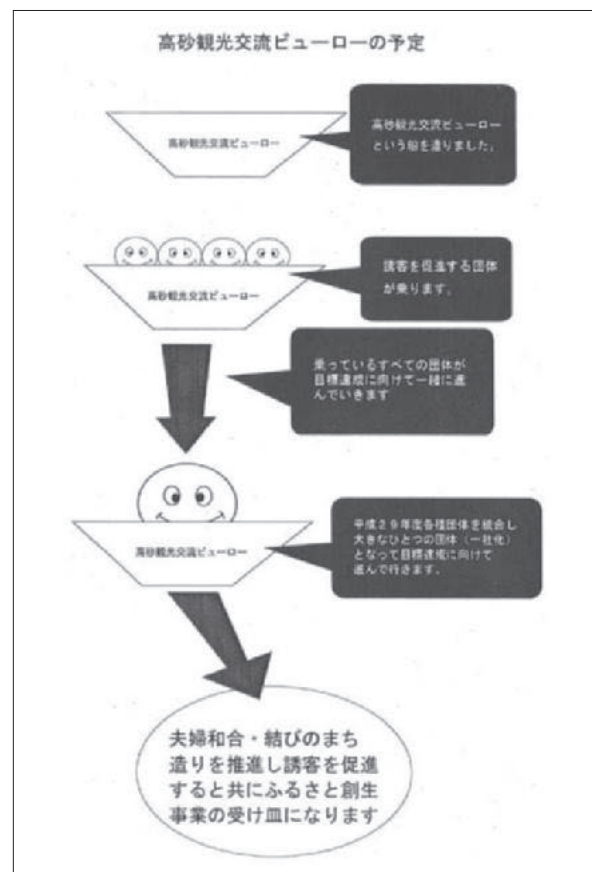 高砂観光交流ビューローの予定
高砂観光交流ビューロー
高砂観光交流ビューロー
という船を造りました。
高砂観光交流ビューロー
誘客を促進する団体
が乗ります。
乗っているすべての団体が
目標達成に向けて一緒に進
んでいきます
高砂観光交流ビューロー
平成29年度各種団体を統合し
大きなひとつの団体（一社化）
となって目標達成に向けて
進んで行きます。
夫婦和合・結びのまち
造りを推進し誘客を促進
すると共にふるさと創生
事業の受け皿になります